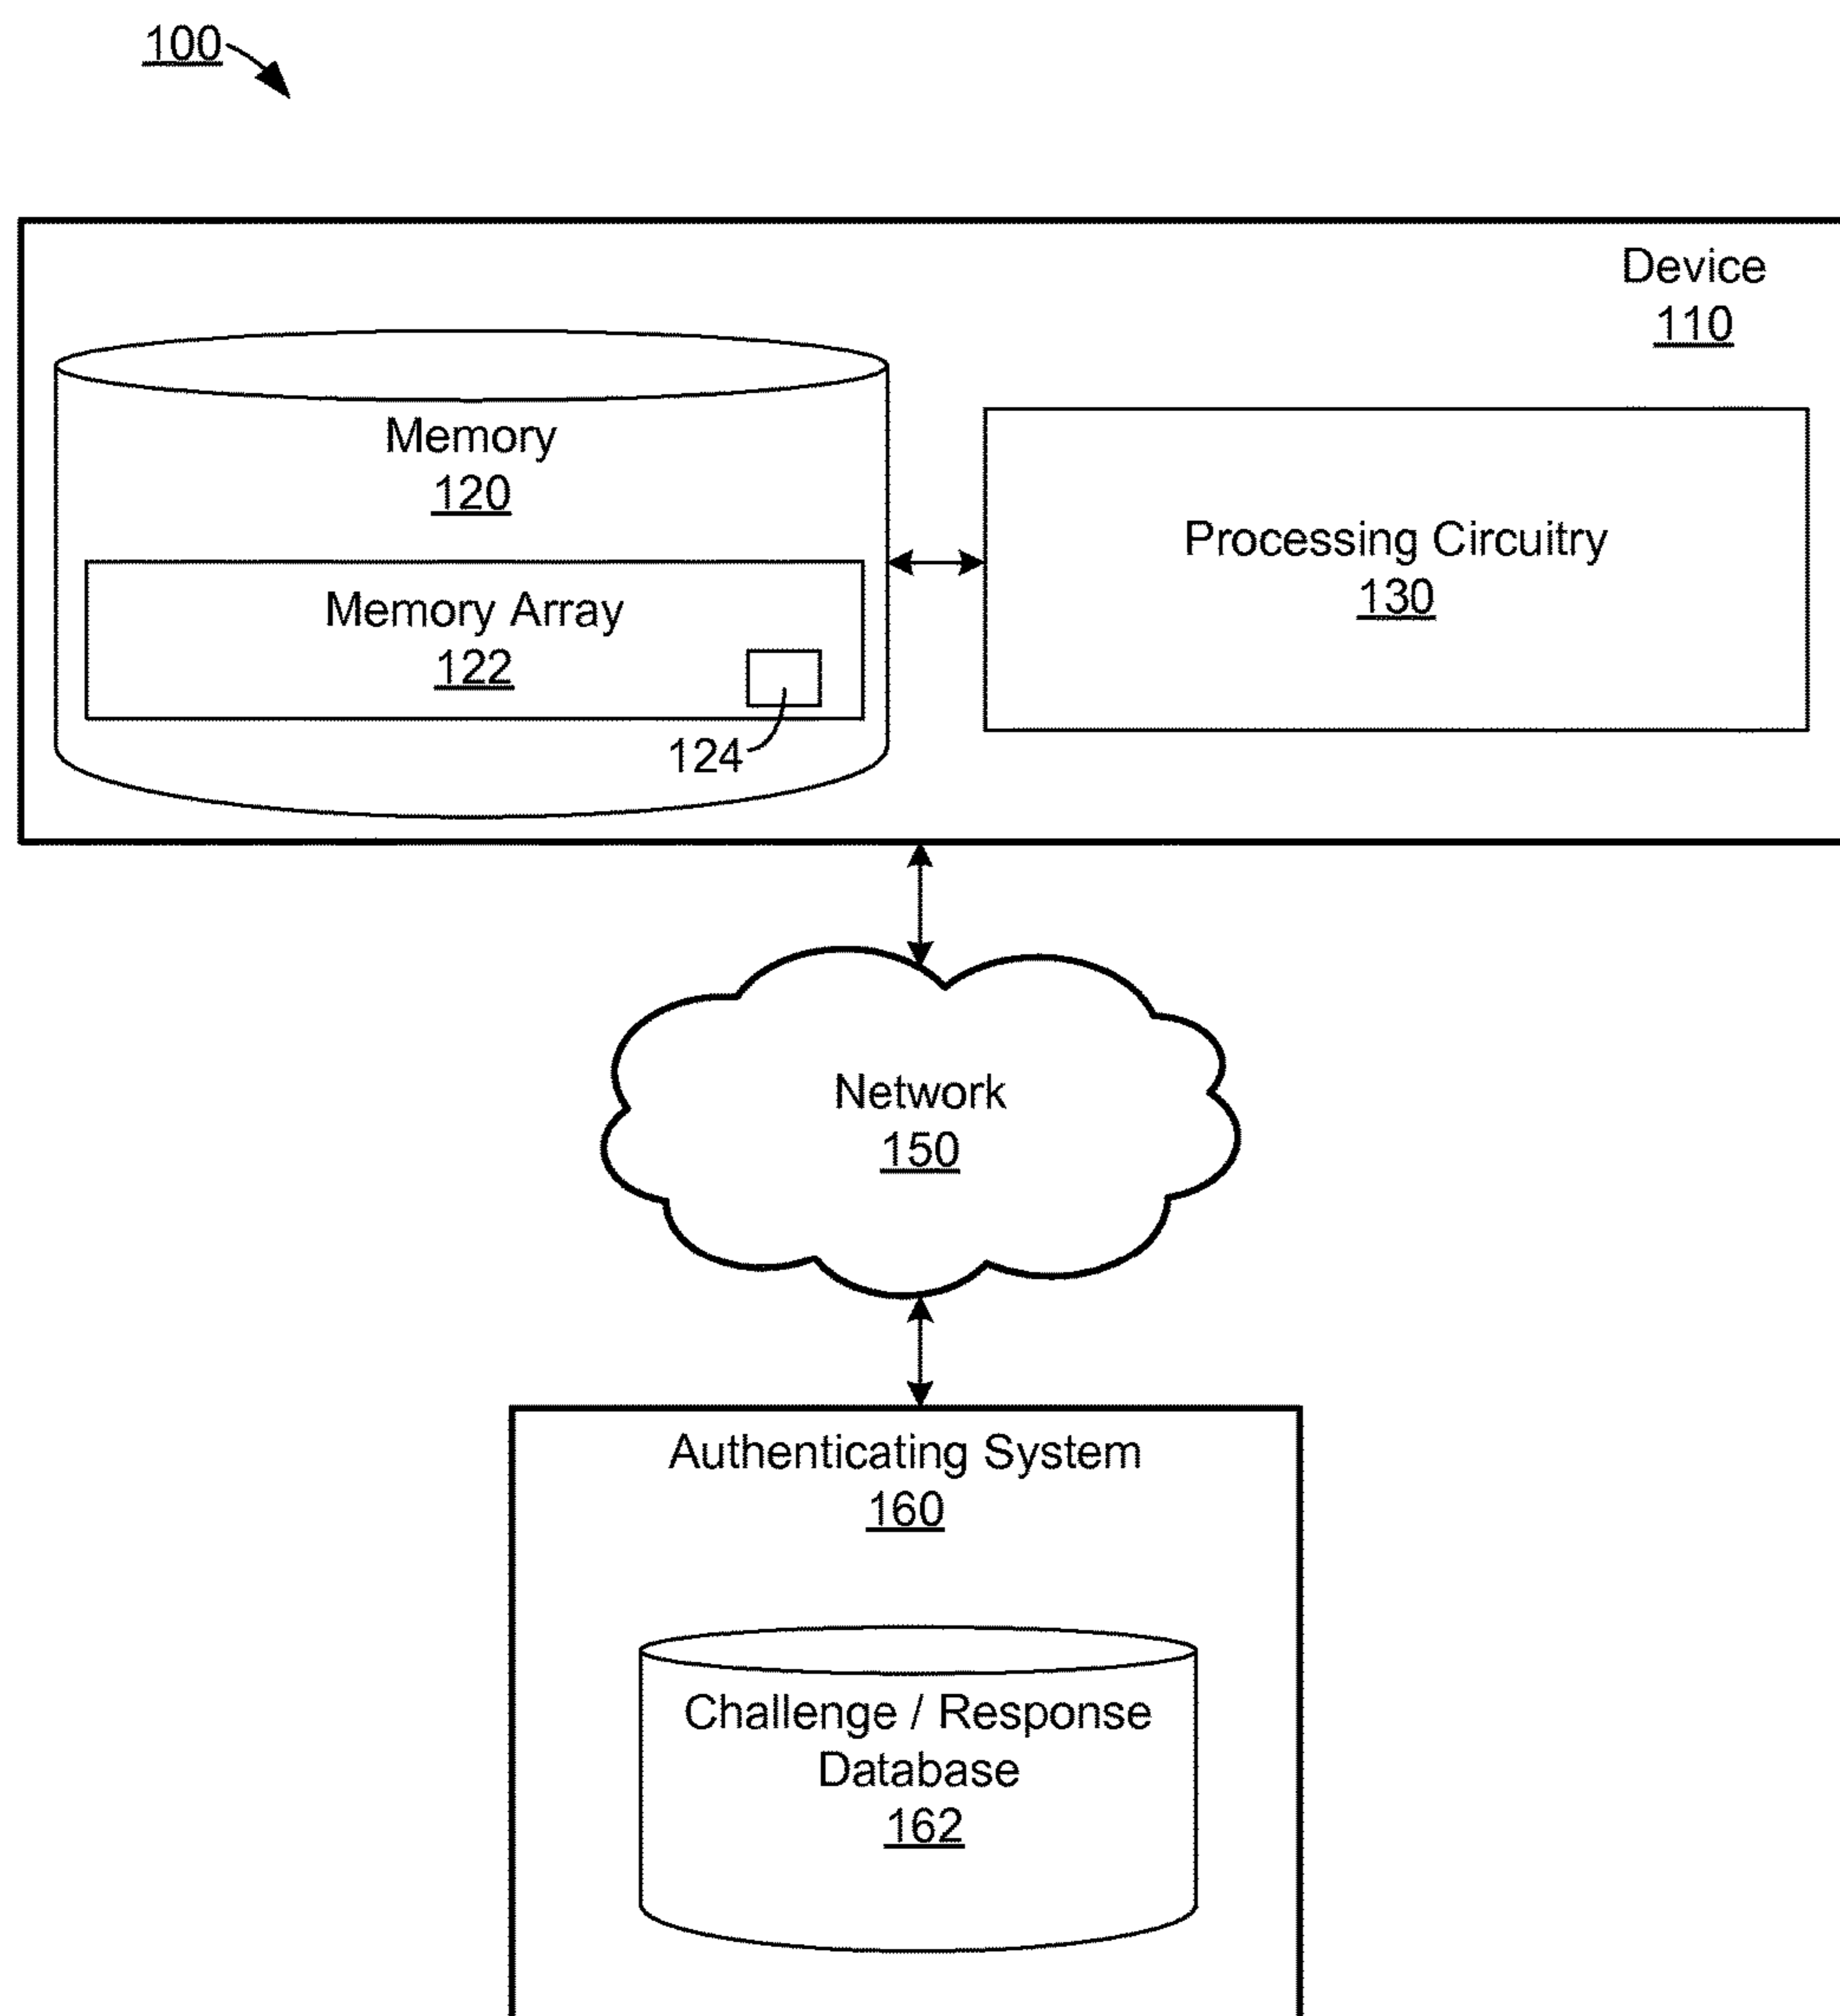 100
Device
110
Memory
120
Processing Circuitry
130
Memory Array
122
124
Network
150
Authenticating System
160
Challenge / Response
Database
162